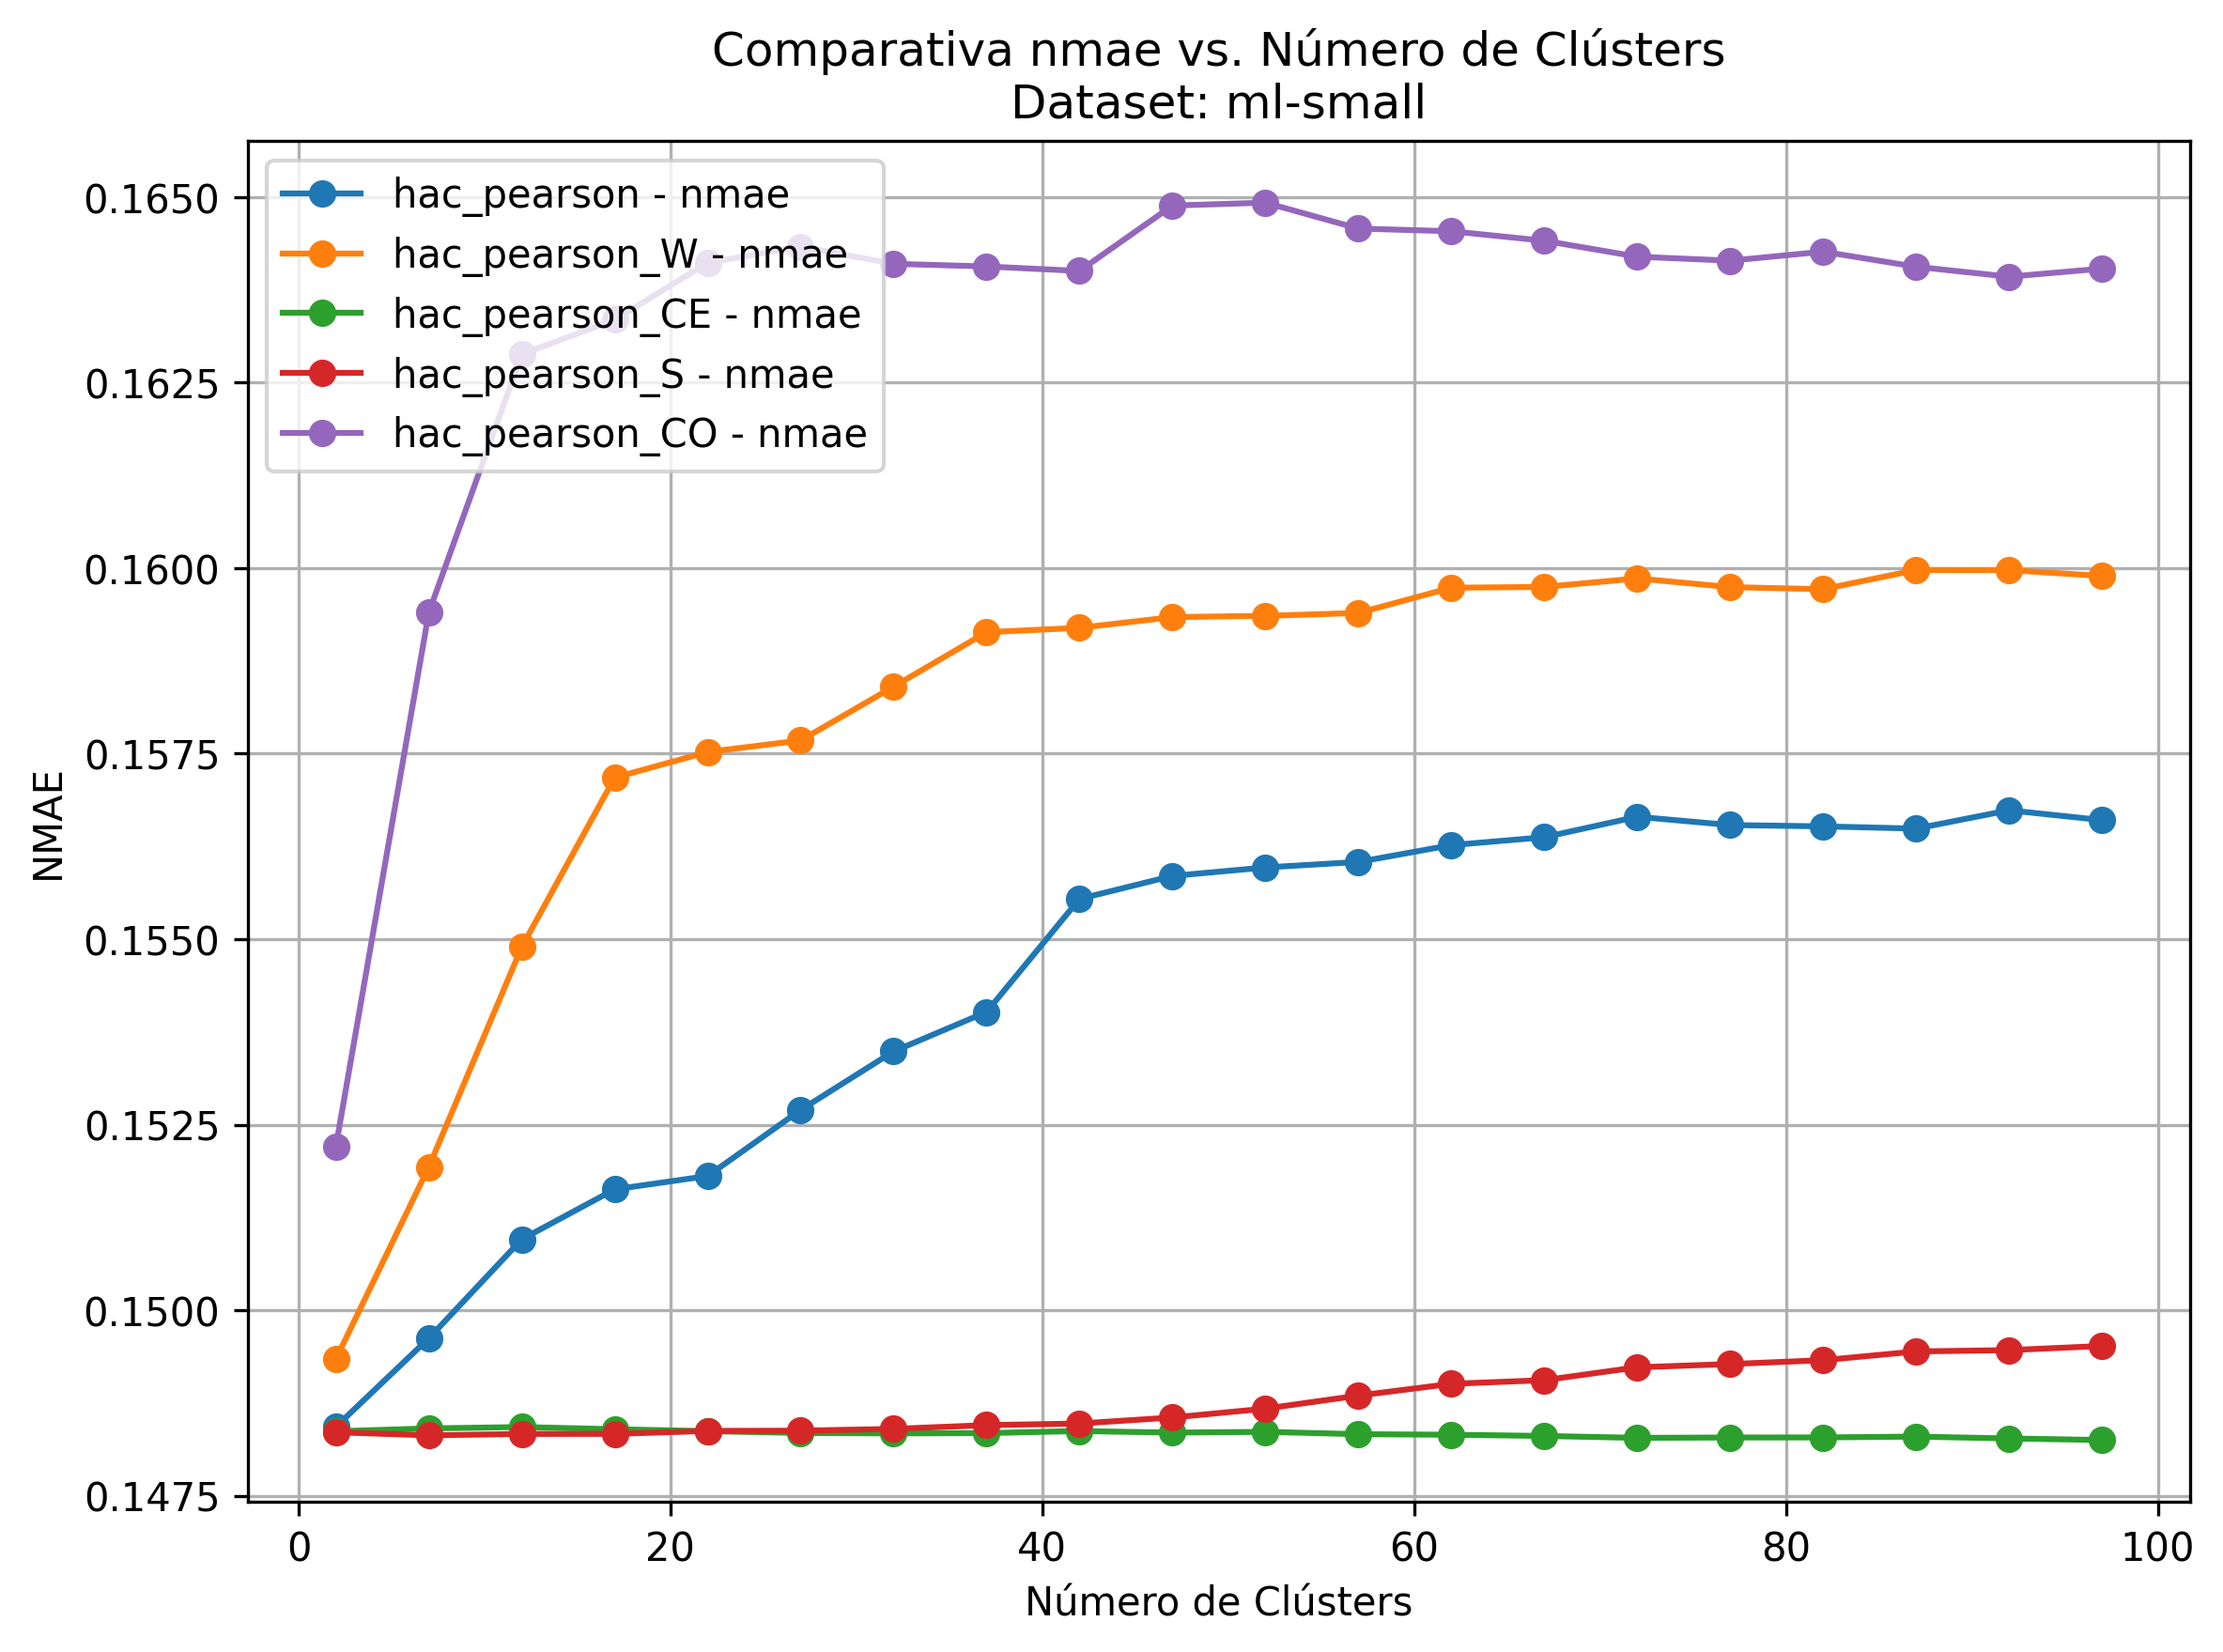 Comparativa nmae vs. Número de Clústers
Dataset: ml-small
hac_pearson - nmae
hac_pearson_W - nmae
hac_pearson_CE - nmae
hac_pearson_S - nmae
hac_pearson_CO - nmae
0.1650
0.1625
0.1600
0.1575
0.1550
0.1525
0.1500
0.1475
NMAE
0 20 40 60 80 100
Número de Clústers